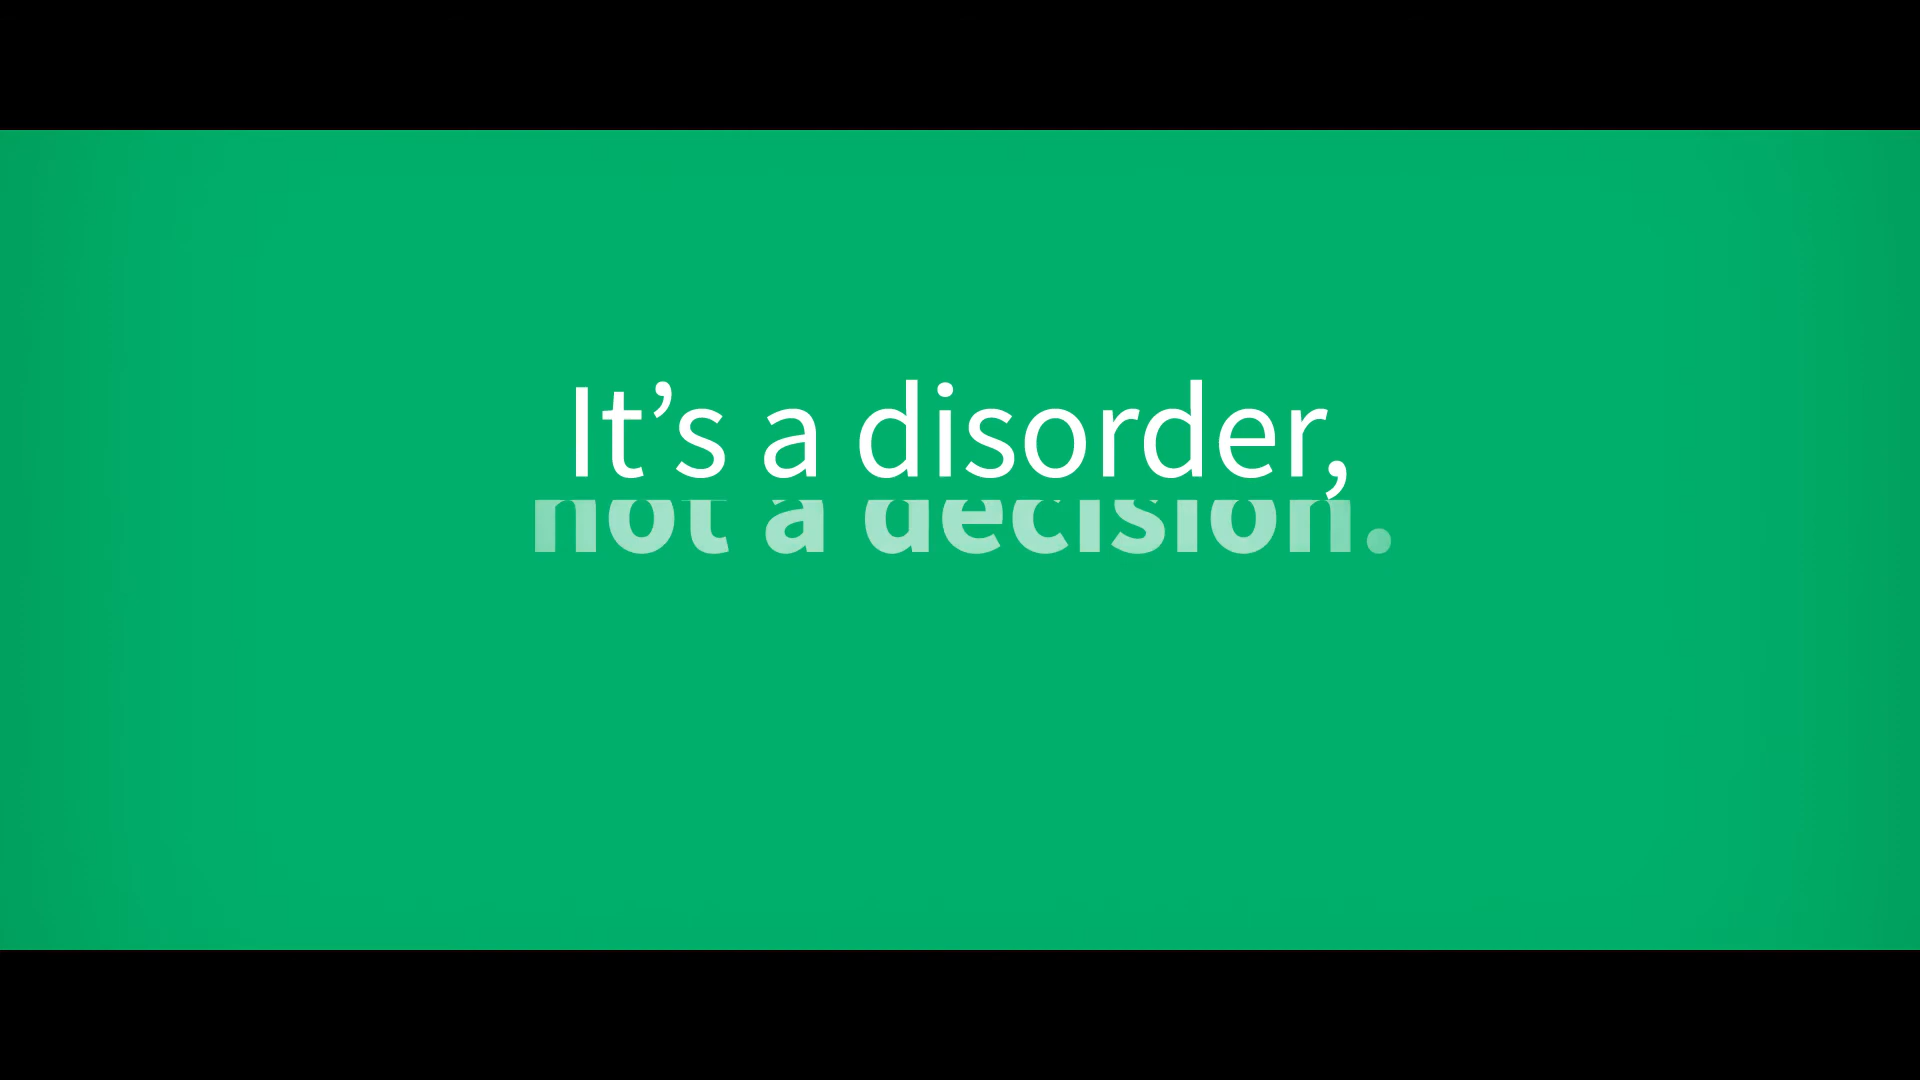 It’s a disorder,
not a decision.